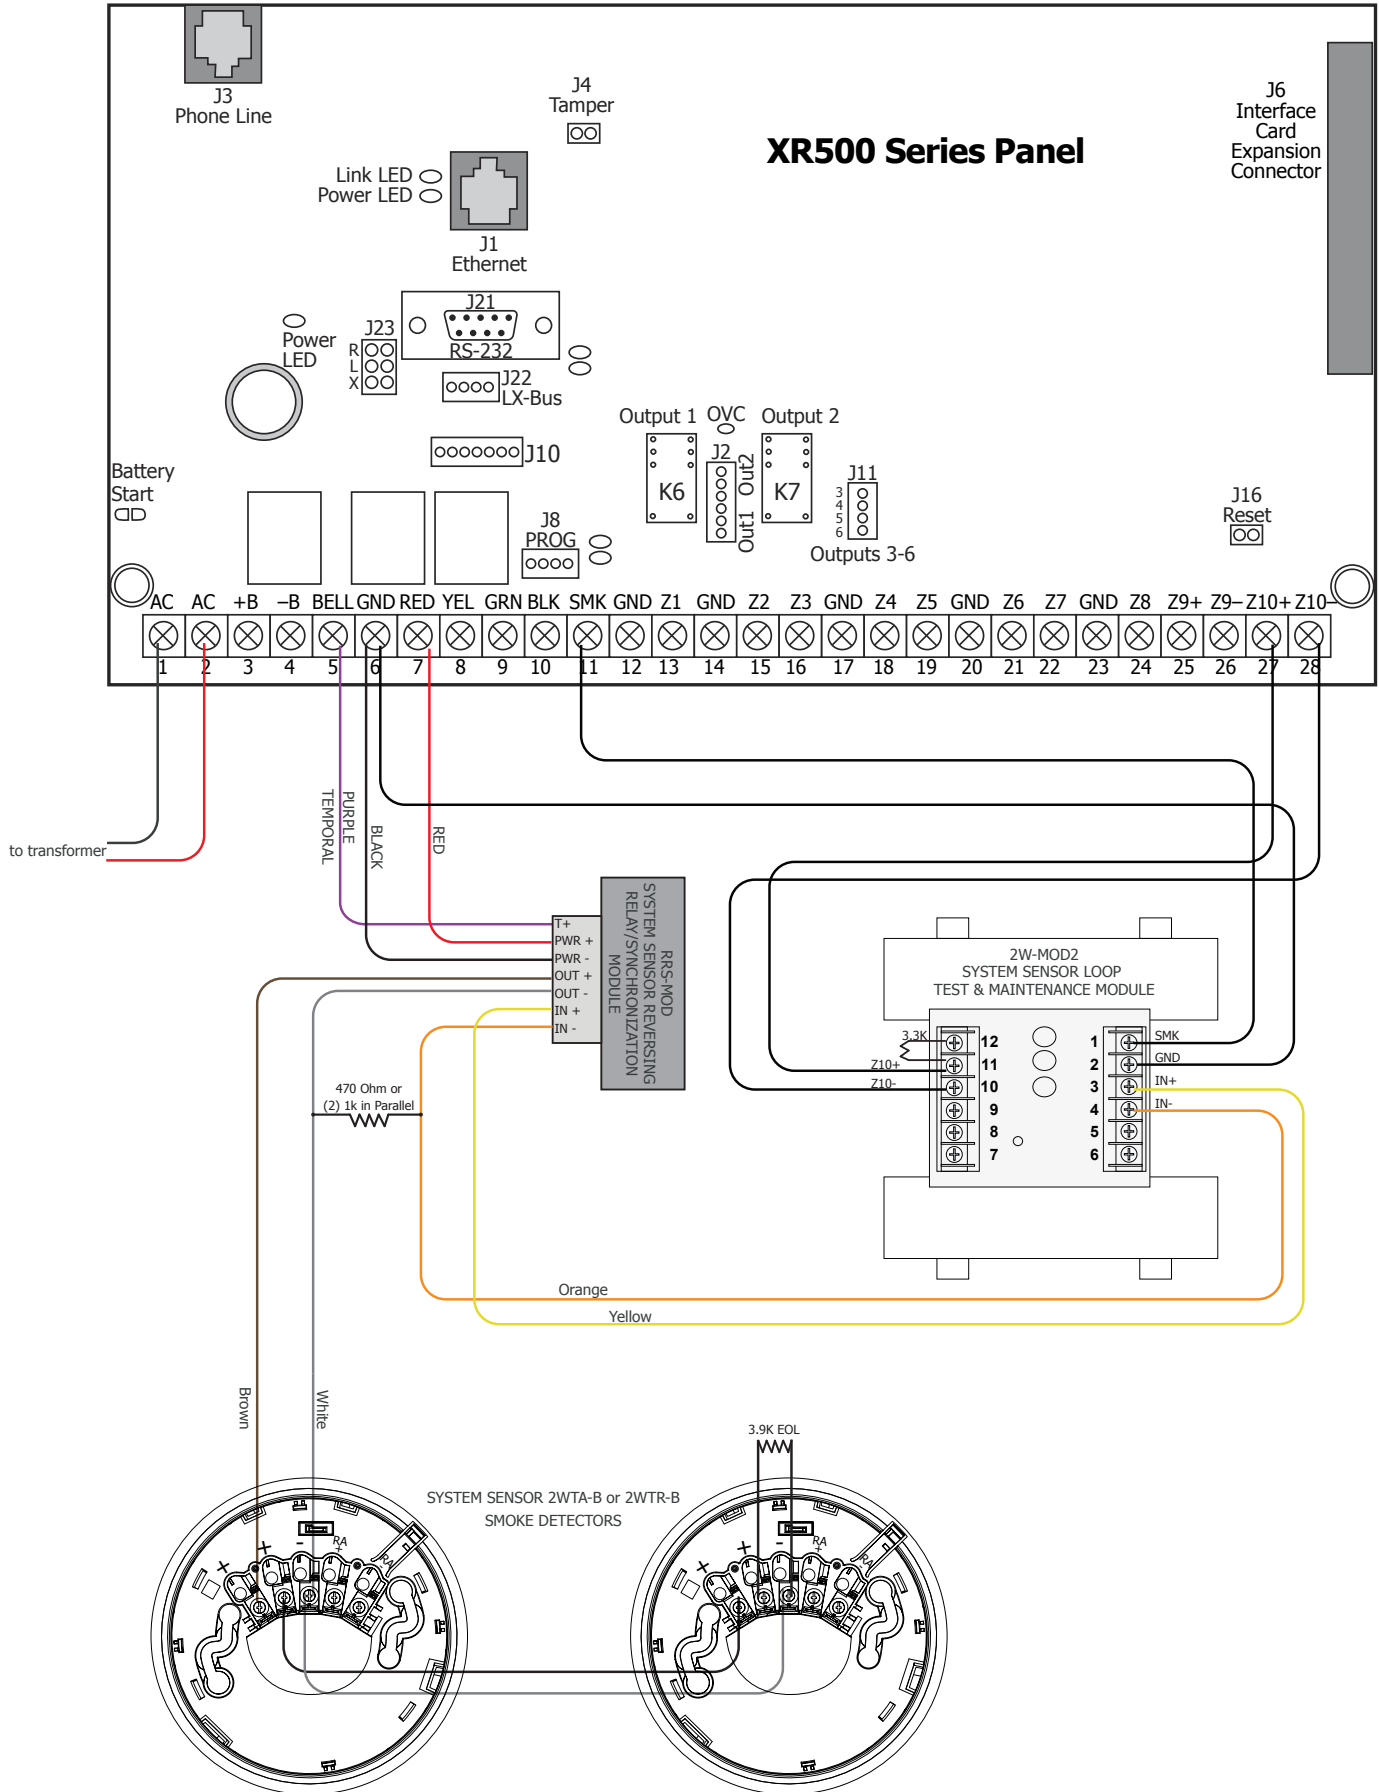 J3
Phone Line
J4
Tamper
XR500 Series Panel
J6
Interface
Card
Expansion
Connector
Link LED
Power LED
J1
Ethernet
J21
RS-232
Power
LED
J23
R
L
X
J22
LX-Bus
J10
Output 1
OVC
Output 2
J2
K6
K7
Out1 Out2
J11
3
4
5
6
Outputs 3-6
Battery
Start
J8
PROG
J16
Reset
AC AC +B –B BELL GND RED YEL GRN BLK SMK GND Z1 GND Z2 Z3 GND Z4 Z5 GND Z6 Z7 GND Z8 Z9+ Z9– Z10+ Z10–
1 2 3 4 5 6 7 8 9 10 11 12 13 14 15 16 17 18 19 20 21 22 23 24 25 26 27 28
to transformer
PURPLE
TEMPORAL
BLACK
RED
T+
PWR +
PWR -
OUT +
OUT -
IN +
IN -
RRS-MOD
SYSTEM SENSOR REVERSING
RELAY/SYNCHRONIZATION
MODULE
2W-MOD2
SYSTEM SENSOR LOOP
TEST & MAINTENANCE MODULE
3.3K
Z10+
Z10-
12
11
10
9
8
7
1
2
3
4
5
6
SMK
GND
IN+
IN-
470 Ohm or
(2) 1k in Parallel
Orange
Yellow
Brown
White
3.9K EOL
SYSTEM SENSOR 2WTA-B or 2WTR-B
SMOKE DETECTORS
+
+
-
RA
+
RA
-
+
+
-
RA
+
RA
-